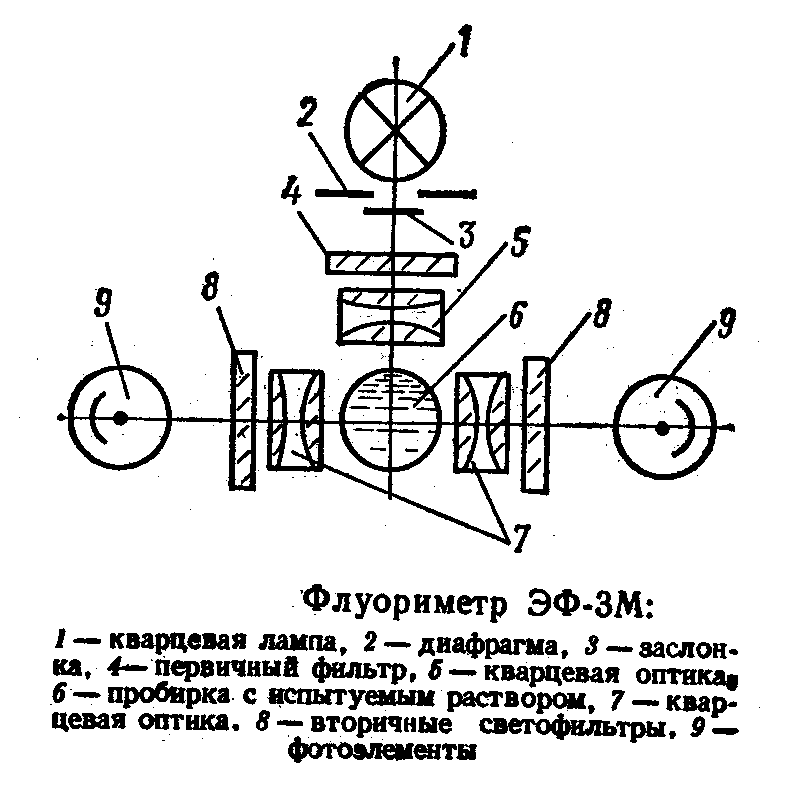 1
2
4
3
5
8
6
8
9
9
7
Флуориметр ЭФ-3М:
1 — кварцевая лампа, 2 — диафрагма, 3 — заслон-
ка, 4— первичный фильтр, 5 — кварцевая оптика,
6 — пробирка с испытуемым раствором, 7 — квар-
цевая оптика. 8 — вторичные светофильтры, 9 —
фотоэлементы